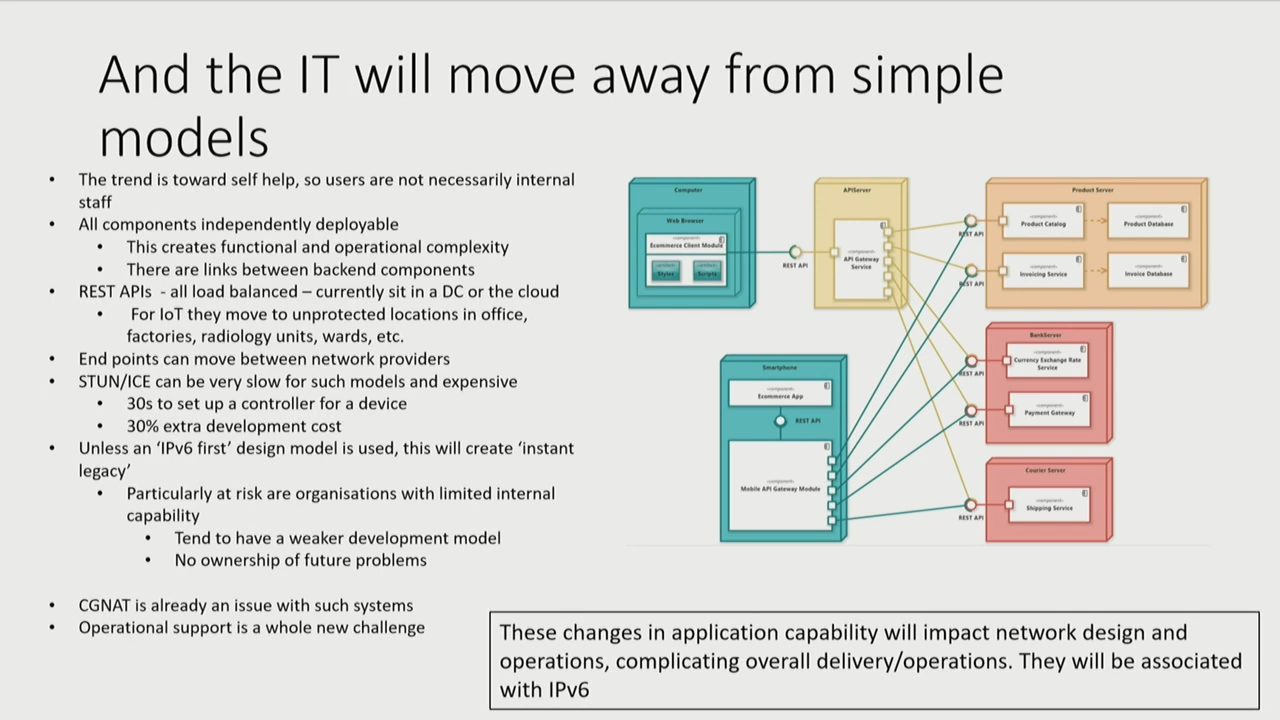 And the IT will move away from simple
models
• The trend is toward self help, so users are not necessarily internal
staff
• All components independently deployable
• This creates functional and operational complexity
• There are links between backend components
• REST APIs  - all load balanced – currently sit in a DC or the cloud
• For IoT they move to unprotected locations in office,
factories, radiology units, wards, etc.
• End points can move between network providers
• STUN/ICE can be very slow for such models and expensive
• 30s to set up a controller for a device
• 30% extra development cost
• Unless an ‘IPv6 first’ design model is used, this will create ‘instant
legacy’
• Particularly at risk are organisations with limited internal
capability
• Tend to have a weaker development model
• No ownership of future problems
• CGNAT is already an issue with such systems
• Operational support is a whole new challenge
Computer
Web Browser
«component»
Ecommerce Client Module
Styles
Scripts
REST API
APIServer
«component»
API Gateway
Service
Product Server
REST API
«component»
Product Catalog
«component»
Product Database
REST API
«component»
Invoicing Service
«component»
Invoice Database
BankServer
REST API
«component»
Currency Exchange Rate
Service
REST API
«component»
Payment Gateway
Courier Server
REST API
«component»
Shipping Service
Smartphone
«component»
Ecommerce App
REST API
«component»
Mobile API Gateway Module
These changes in application capability will impact network design and
operations, complicating overall delivery/operations. They will be associated
with IPv6